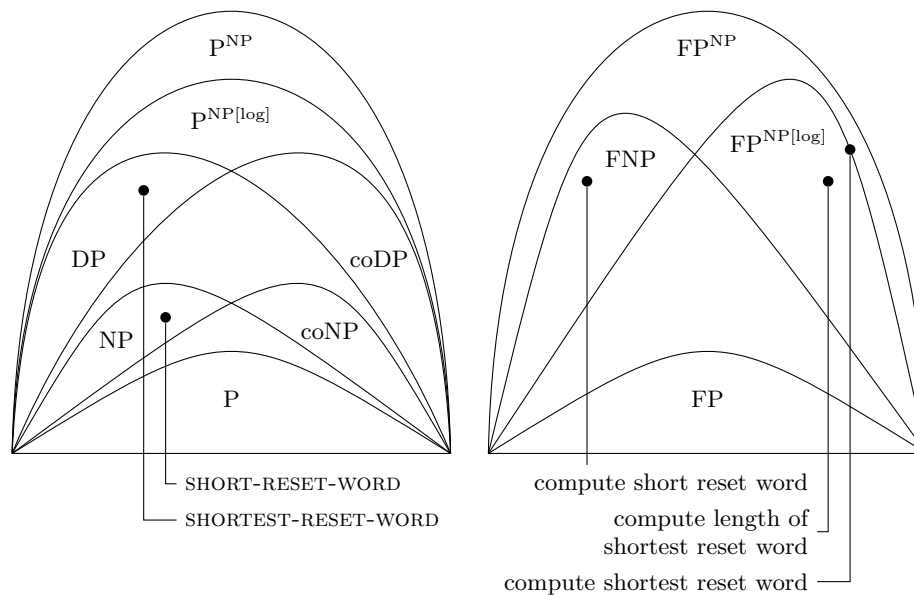 P^NP
P^NP[log]
DP
coDP
NP
coNP
P
SHORT-RESET-WORD
SHORTEST-RESET-WORD
FP^NP
FNP
FP^NP[log]
FP
compute short reset word
compute length of
shortest reset word
compute shortest reset word